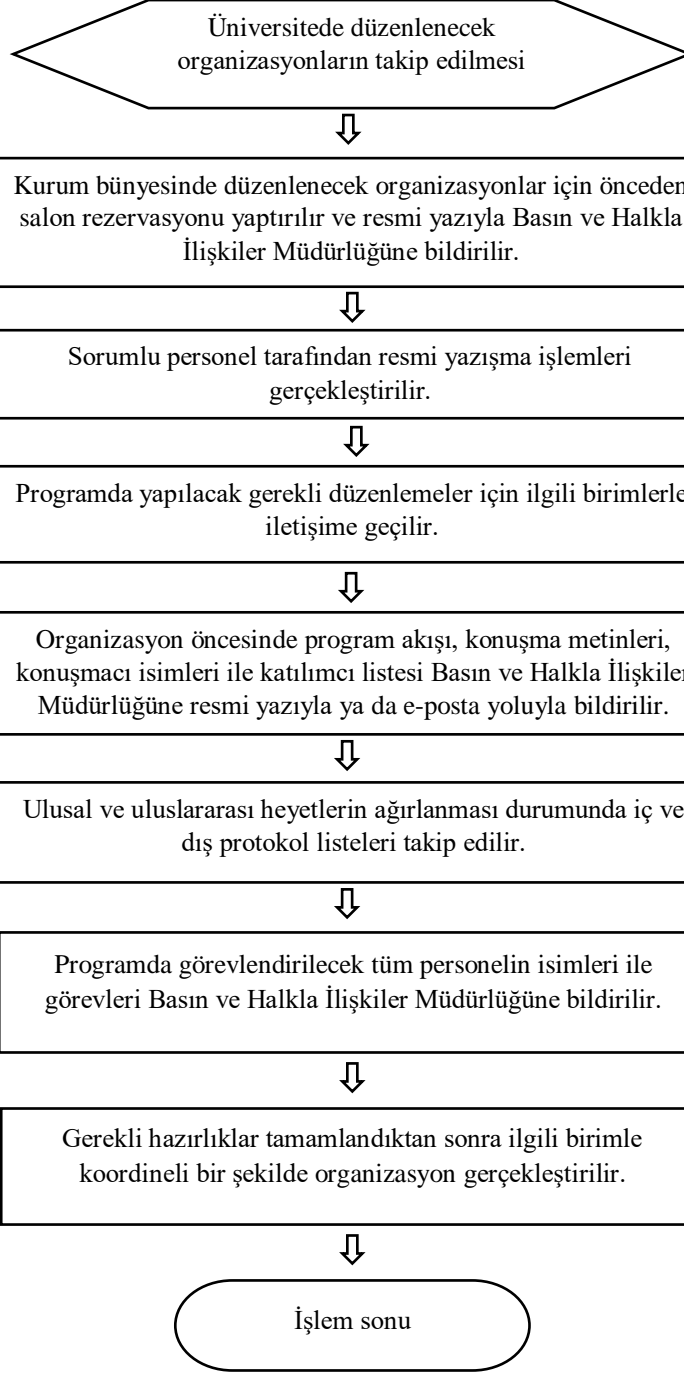 Üniversitede düzenlenecek
organizasyonların takip edilmesi
Kurum bünyesinde düzenlenecek organizasyonlar için önceden
salon rezervasyonu yaptırılır ve resmi yazıyla Basın ve Halkla
İlişkiler Müdürlüğüne bildirilir.
Sorumlu personel tarafından resmi yazışma işlemleri
gerçekleştirilir.
Programda yapılacak gerekli düzenlemeler için ilgili birimlerle
iletişime geçilir.
Organizasyon öncesinde program akışı, konuşma metinleri,
konuşmacı isimleri ile katılımcı listesi Basın ve Halkla İlişkiler
Müdürlüğüne resmi yazıyla ya da e-posta yoluyla bildirilir.
Ulusal ve uluslararası heyetlerin ağırlanması durumunda iç ve
dış protokol listeleri takip edilir.
Programda görevlendirilecek tüm personelin isimleri ile
görevleri Basın ve Halkla İlişkiler Müdürlüğüne bildirilir.
Gerekli hazırlıklar tamamlandıktan sonra ilgili birimle
koordineli bir şekilde organizasyon gerçekleştirilir.
İşlem sonu